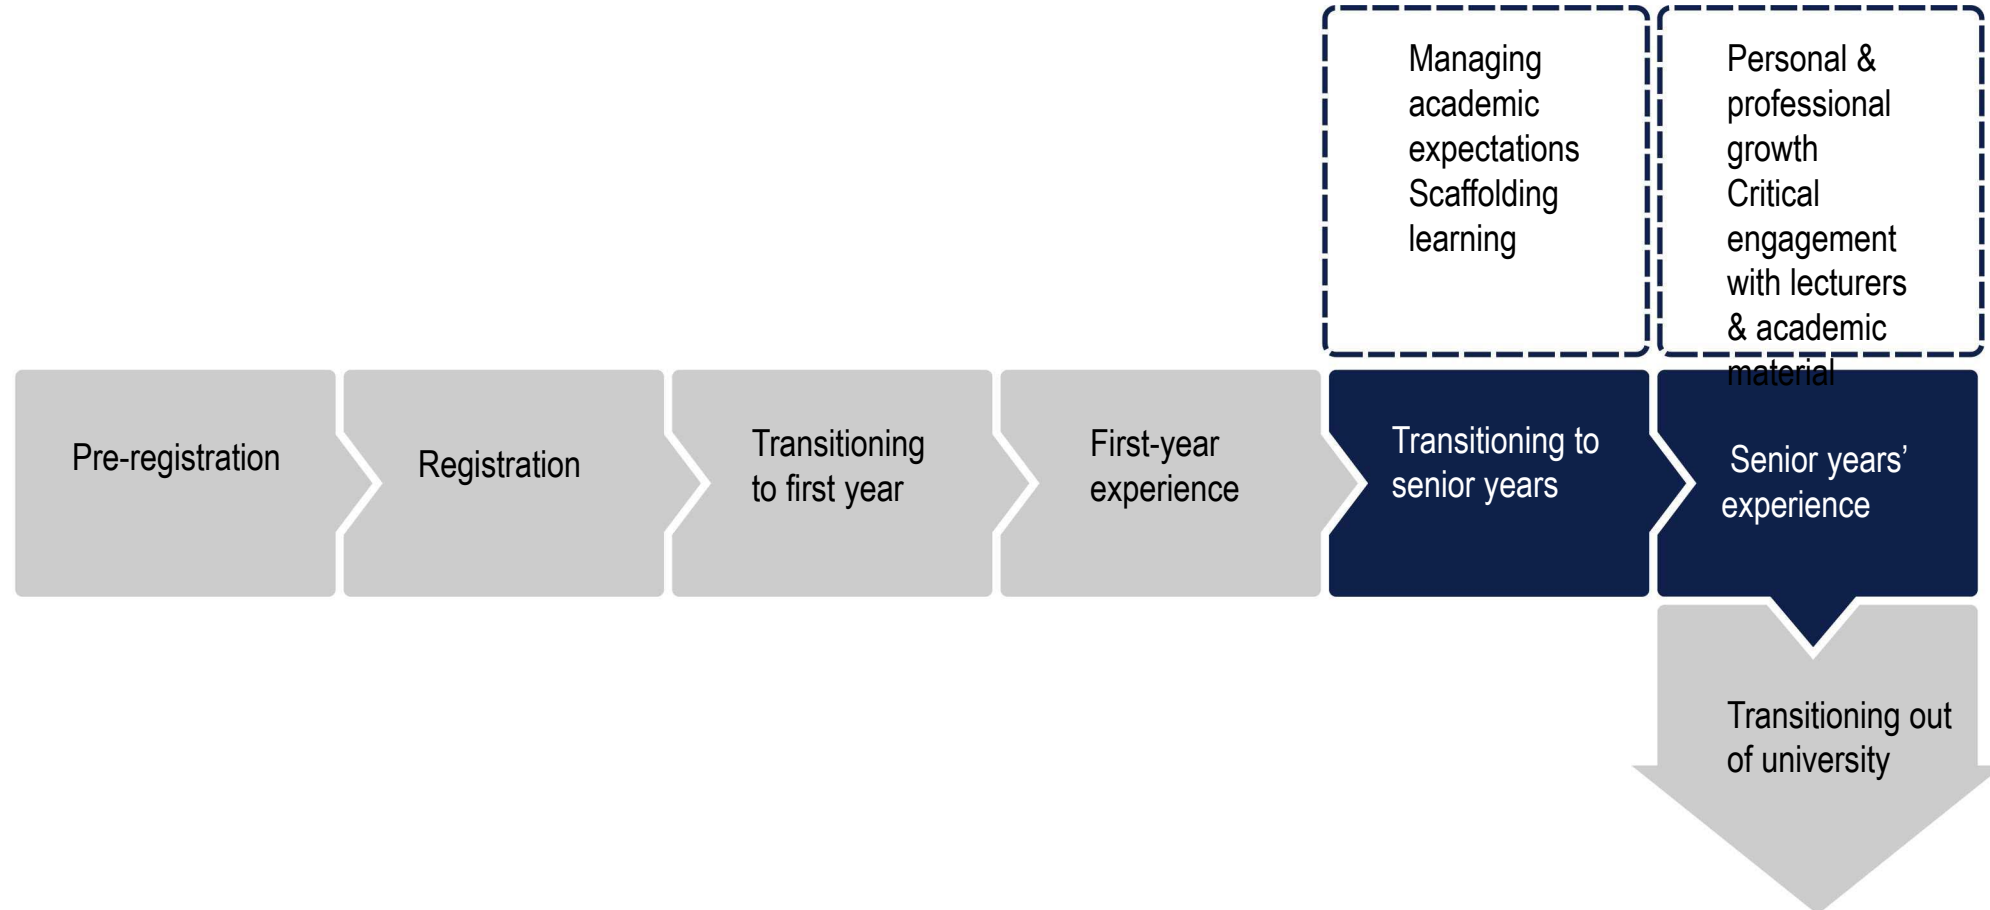 Managing
academic
expectations
Scaffolding
learning
Personal &
professional
growth
Critical
engagement
with lecturers
& academic
material
Pre-registration
Registration
Transitioning
to first year
First-year
experience
Transitioning to
senior years
Senior years’
experience
Transitioning out
of university